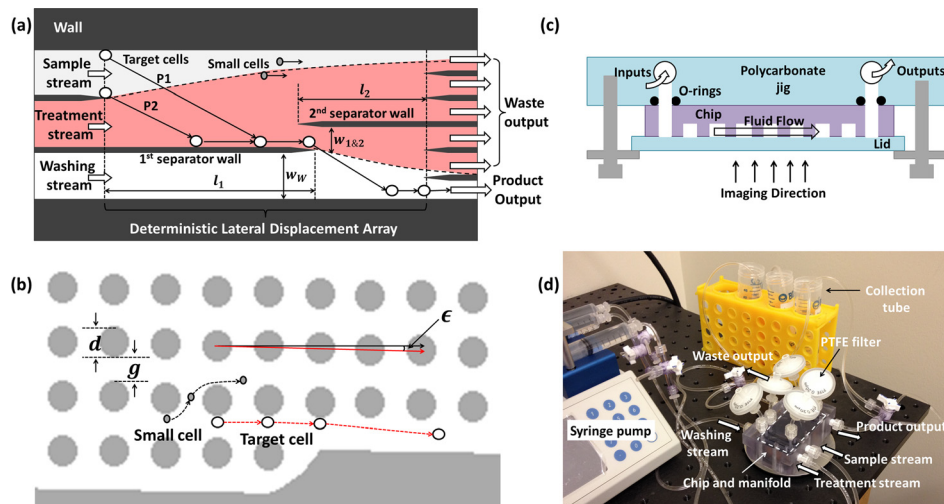 (a)
Wall
Sample
stream
Target cells
P1
Small cells
P2
Treatment
stream
l₂
2nd separator wall
w₁&₂
1st separator wall
Washing
stream
l₁
w_W
Waste
output
Product
Output
Deterministic Lateral Displacement Array
(b)
d
g
ϵ
Small cell
Target cell
(c)
Inputs
Outputs
Polycarbonate
jig
O-rings
Chip
Fluid Flow
Lid
Imaging Direction
(d)
Collection
tube
PTFE filter
Waste output
Syringe pump
Washing
stream
Product output
Sample stream
Chip and manifold
Treatment stream